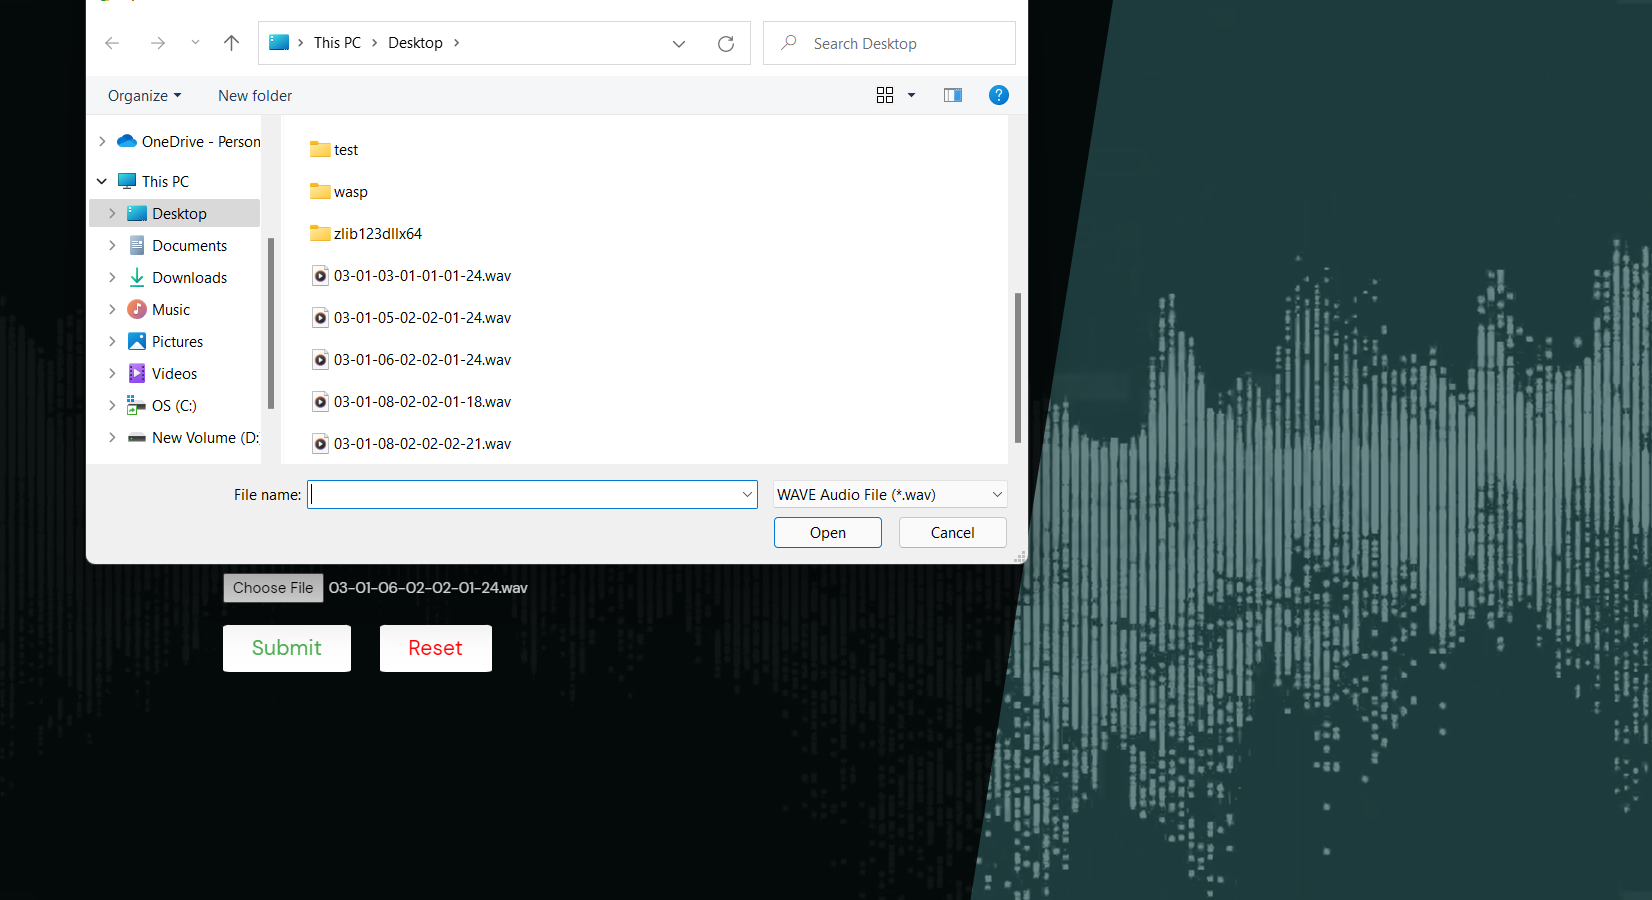 This PC Desktop
Search Desktop
Organize New folder
?
OneDrive - Person
This PC
Desktop
Documents
Downloads
Music
Pictures
Videos
OS (C:)
New Volume (D:
test
wasp
zlib123dllx64
03-01-03-01-01-01-24.wav
03-01-05-02-02-01-24.wav
03-01-06-02-02-01-24.wav
03-01-08-02-02-01-18.wav
03-01-08-02-02-02-21.wav
File name:
WAVE Audio File (*.wav)
Open Cancel
Choose File 03-01-06-02-02-01-24.wav
Submit Reset